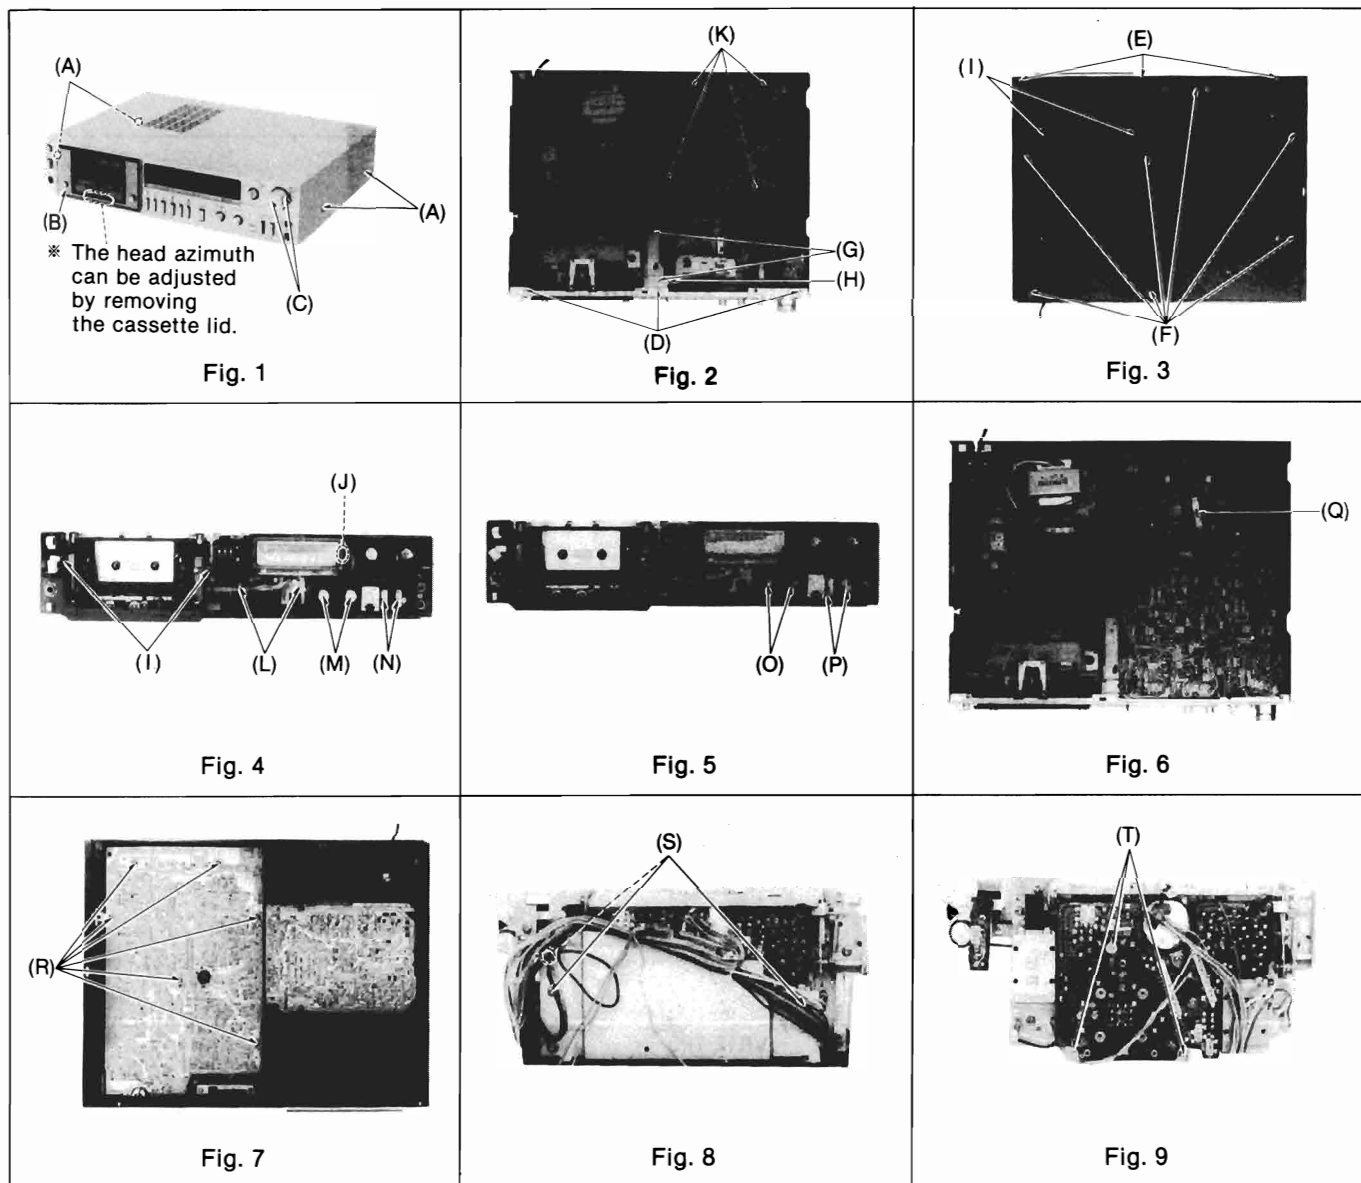 (A)
(A)
(B)
(C)
※ The head azimuth
can be adjusted
by removing
the cassette lid.
Fig. 1
(K)
(G)
(H)
(D)
Fig. 2
(E)
(I)
(F)
Fig. 3
(J)
(I)
(L)
(M)
(N)
Fig. 4
(O)
(P)
Fig. 5
(Q)
Fig. 6
(R)
Fig. 7
(S)
Fig. 8
(T)
Fig. 9